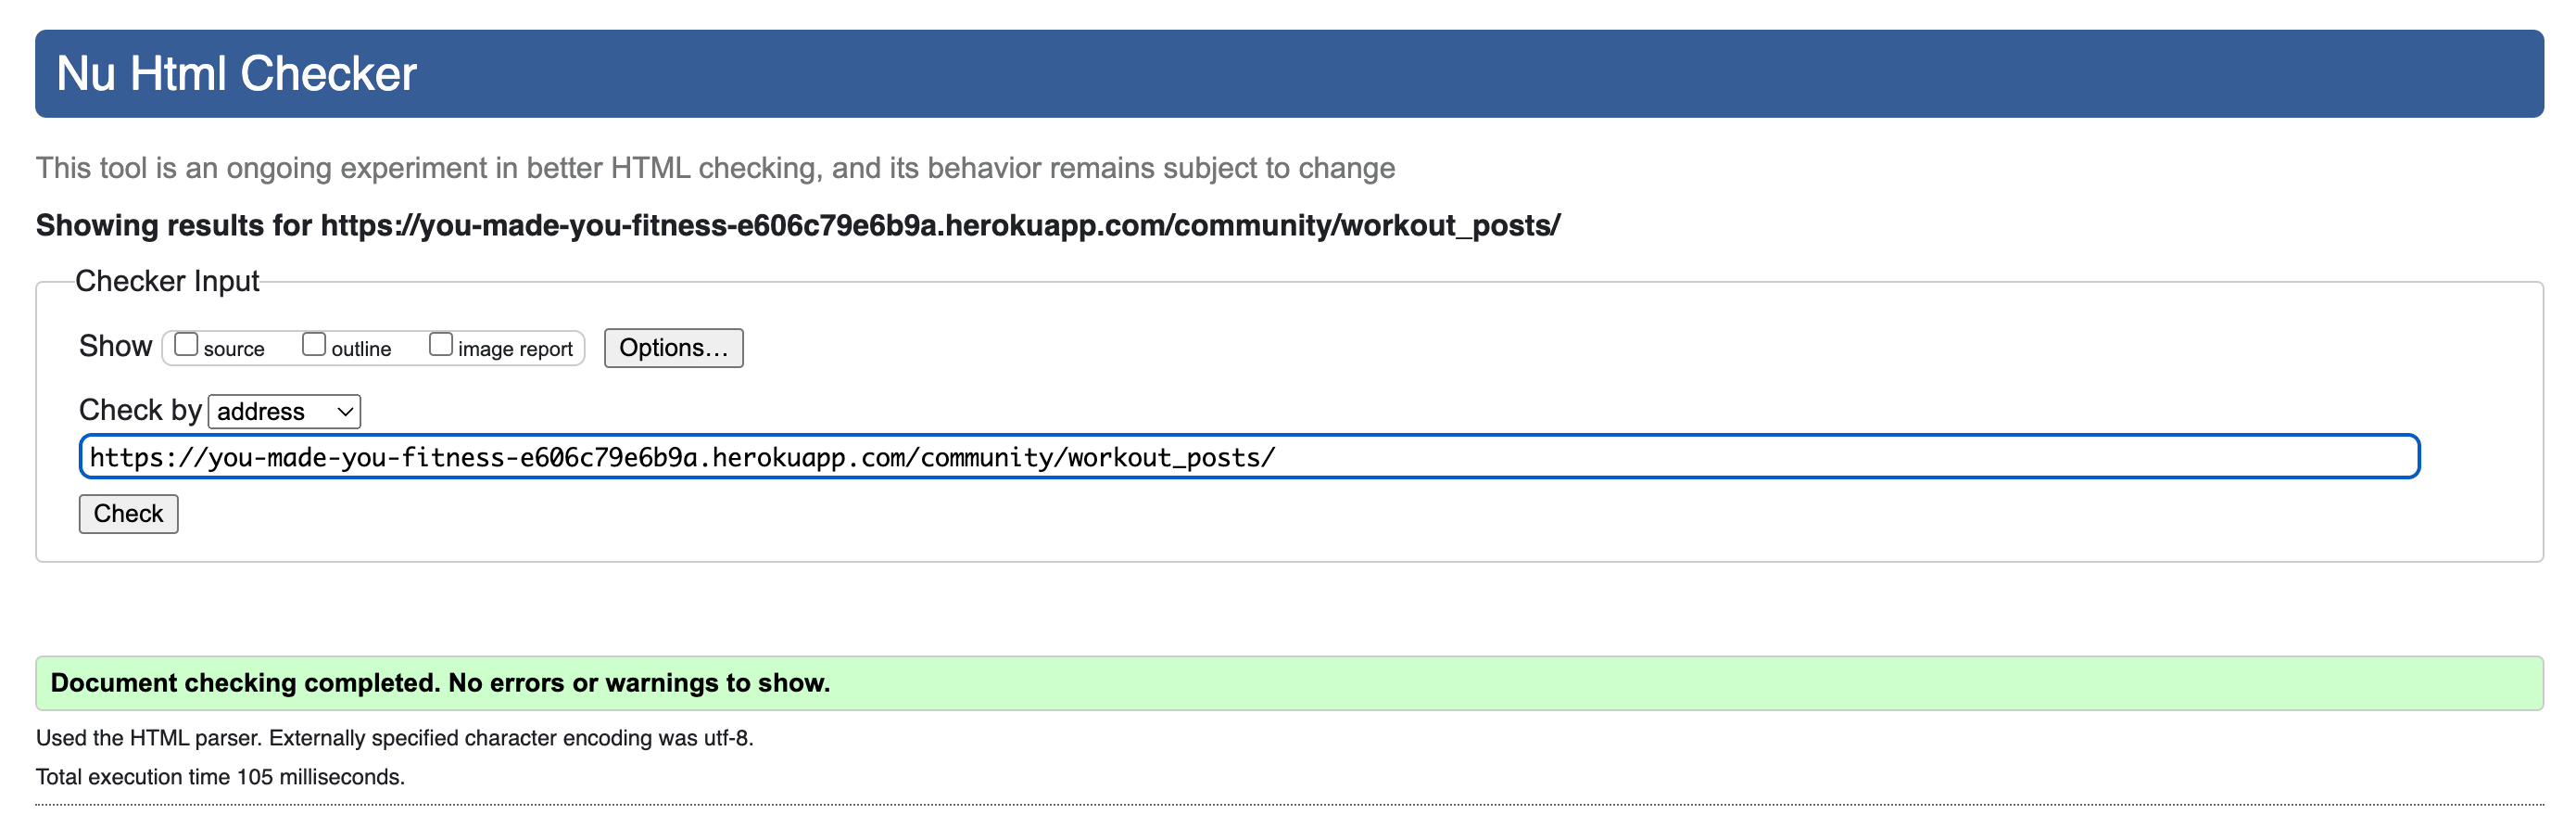 Nu Html Checker
This tool is an ongoing experiment in better HTML checking, and its behavior remains subject to change
Showing results for https://you-made-you-fitness-e606c79e6b9a.herokuapp.com/community/workout_posts/
Checker Input
Show source outline image report Options...
Check by address
https://you-made-you-fitness-e606c79e6b9a.herokuapp.com/community/workout_posts/
Check
Document checking completed. No errors or warnings to show.
Used the HTML parser. Externally specified character encoding was utf-8.
Total execution time 105 milliseconds.